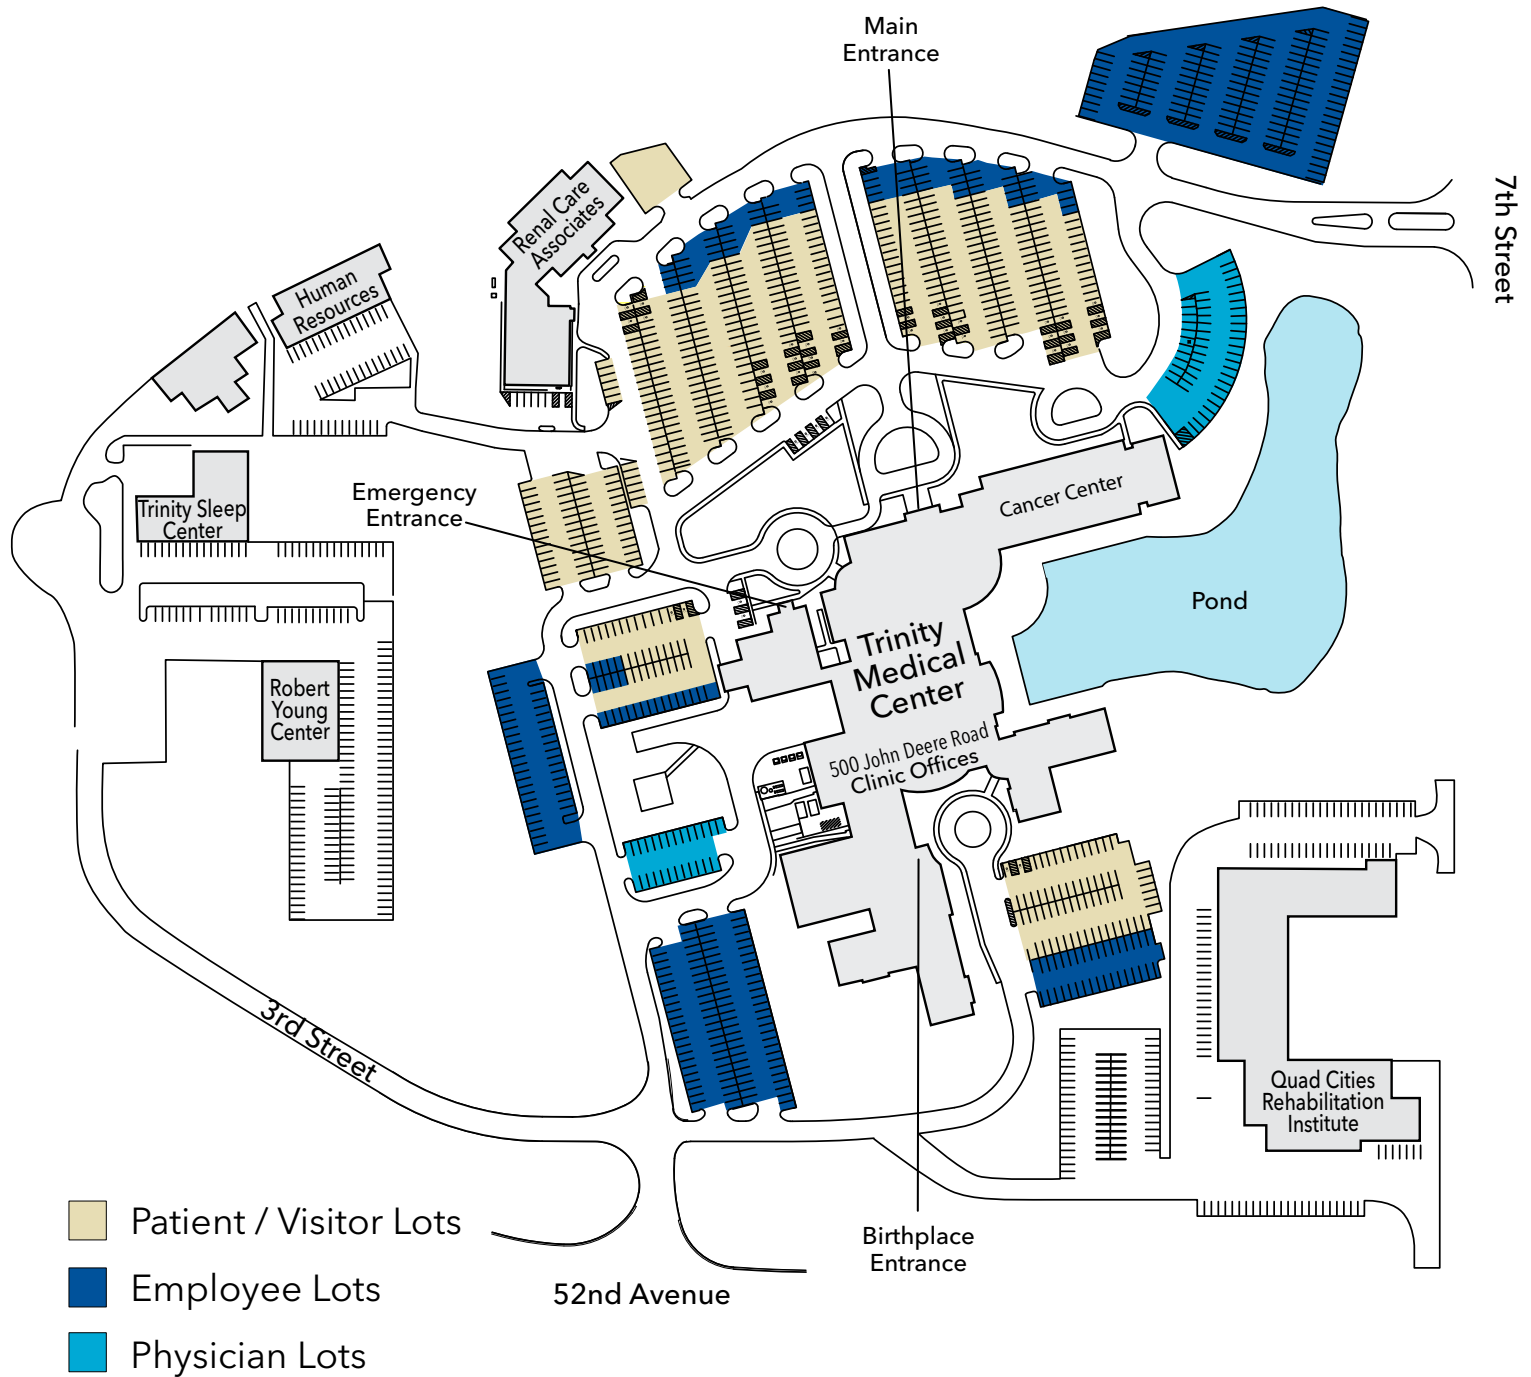 Main
Entrance
7th Street
Renal Care
Associates
Human
Resources
Emergency
Entrance
Cancer Center
Trinity Sleep
Center
Pond
Trinity
Medical
Center
Robert
Young
Center
500 John Deere Road
Clinic Offices
3rd Street
Quad Cities
Rehabilitation
Institute
Birthplace
Entrance
Patient / Visitor Lots
Employee Lots
52nd Avenue
Physician Lots